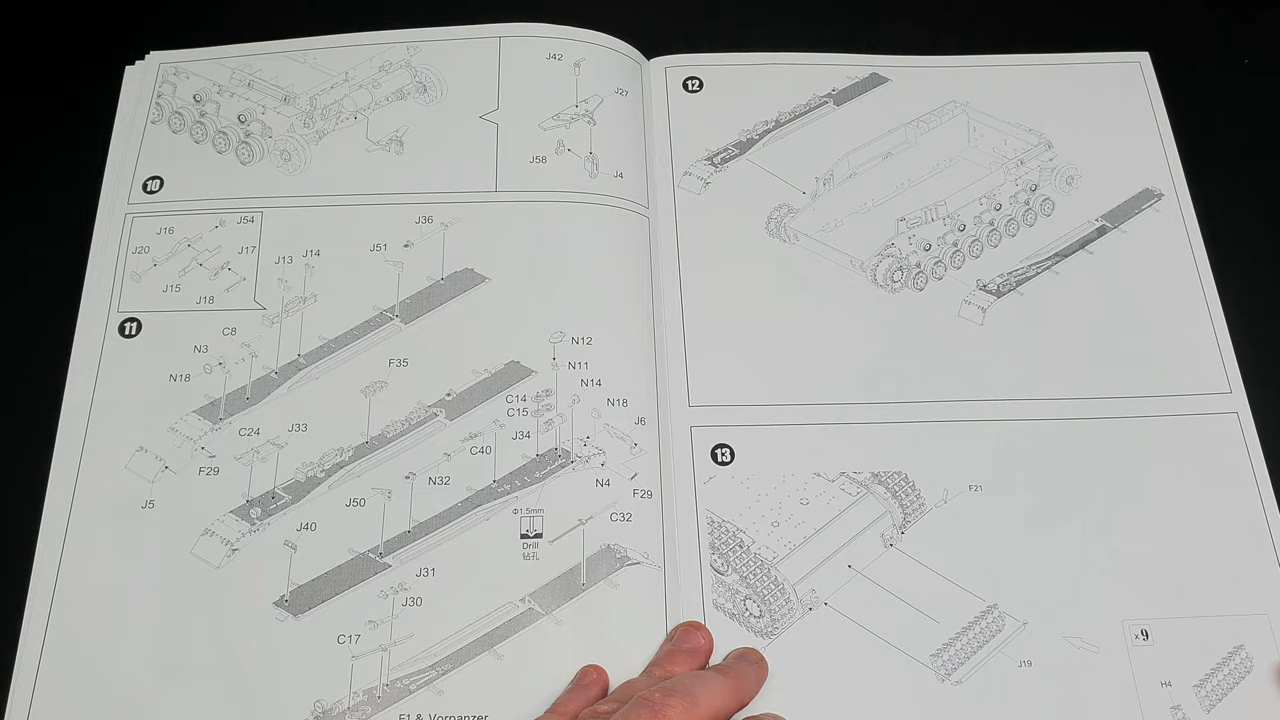 10
J42
J27
J58
J4
J54
J16
J20
J17
J15
J18
J36
J51
J14
J13
11
C8
N3
N18
F35
N12
N11
N14
C14
C15
N18
J6
J34
C24
J33
F29
J5
C40
N32
N4
F29
J50
Φ1.5mm
Drill
钻孔
C32
J40
J31
J30
C17
F1 & Vorpanzer
12
13
F21
J19
x9
H4